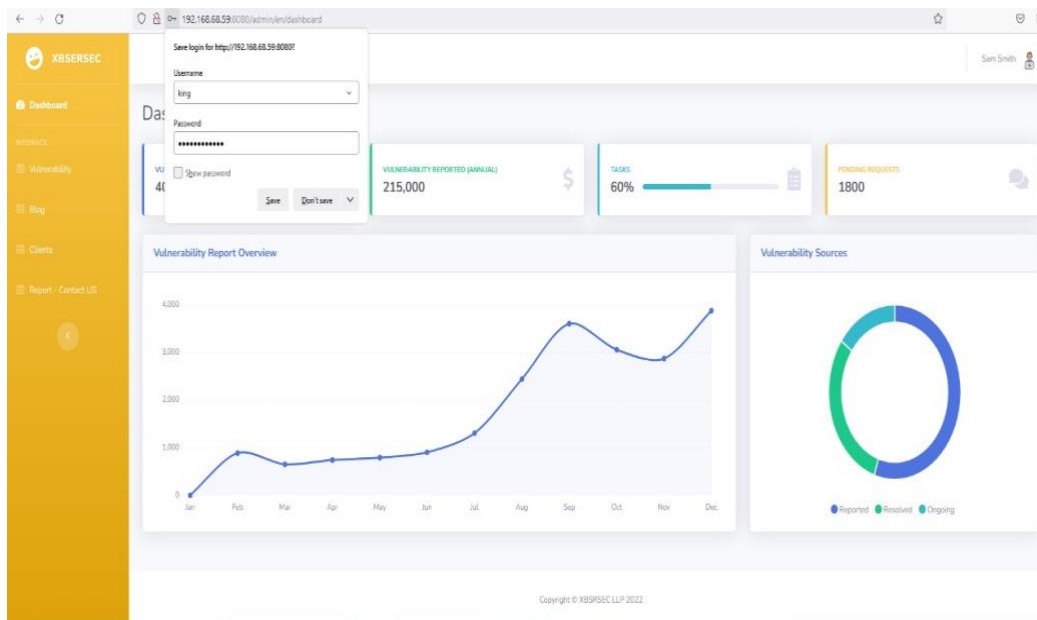 192.168.68.59:8080/admin/en/dashboard
XBSERSEC
Save login for http://192.168.68.59:8080?
Username
king
Password
••••••••••••
Show password
Save
Don't save
Sam Smith
Dashboard
INTERFACE
Vulnerability
Blog
Clients
Report - Contact US
Das
VU
40
VULNERABILITY REPORTED (ANNUAL)
215,000
$
TASKS
60%
PENDING REQUESTS
1800
Vulnerability Report Overview
4,000
3,000
2,000
1,000
0
Jan Feb Mar Apr May Jun Jul Aug Sep Oct Nov Dec
Vulnerability Sources
Reported Resolved Ongoing
Copyright © XBSRSEC LLP 2022